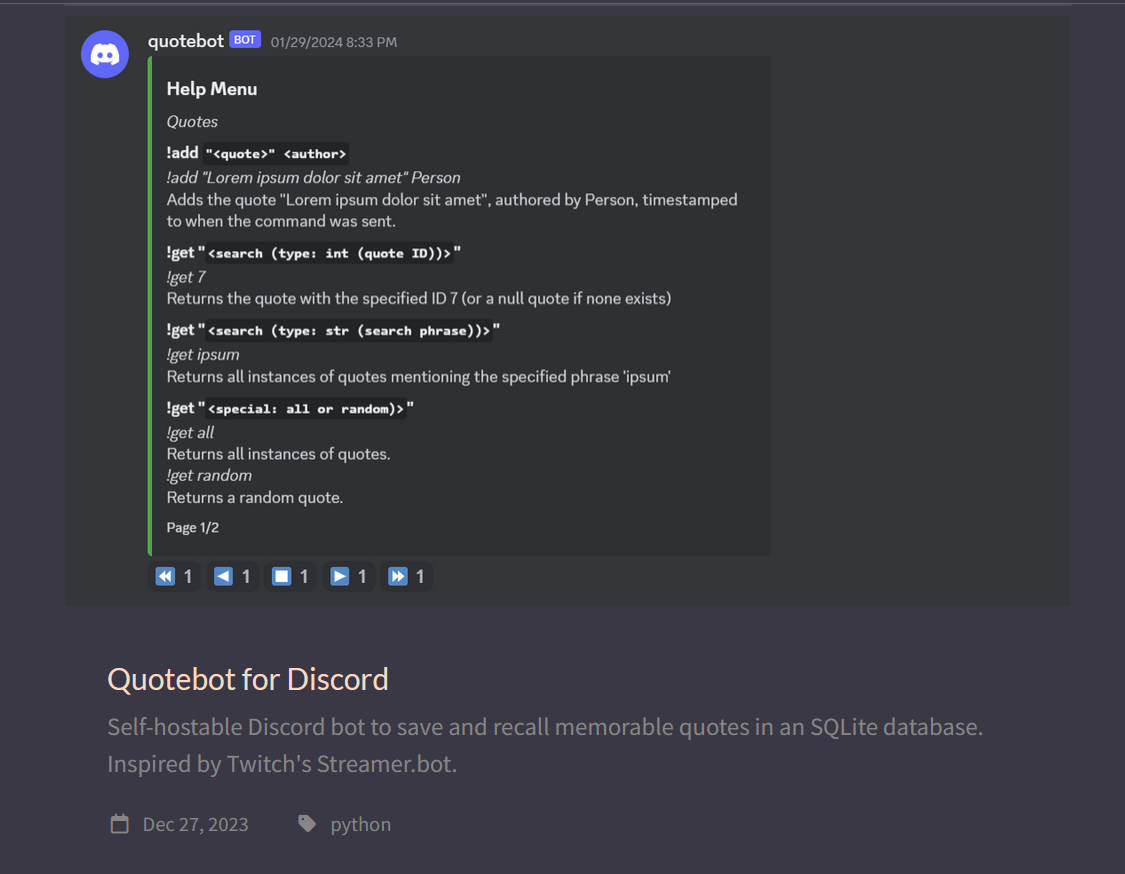 quotebot BOT 01/29/2024 8:33 PM
Help Menu
Quotes
!add "<quote>" <author>
!add "Lorem ipsum dolor sit amet" Person
Adds the quote "Lorem ipsum dolor sit amet", authored by Person, timestamped
to when the command was sent.
!get "<search (type: int (quote ID))>"
!get 7
Returns the quote with the specified ID 7 (or a null quote if none exists)
!get "<search (type: str (search phrase))>"
!get ipsum
Returns all instances of quotes mentioning the specified phrase 'ipsum'
!get "<special: all or random)>"
!get all
Returns all instances of quotes.
!get random
Returns a random quote.
Page 1/2
1 1 1 1 1
Quotebot for Discord
Self-hostable Discord bot to save and recall memorable quotes in an SQLite database.
Inspired by Twitch's Streamer.bot.
Dec 27, 2023 python